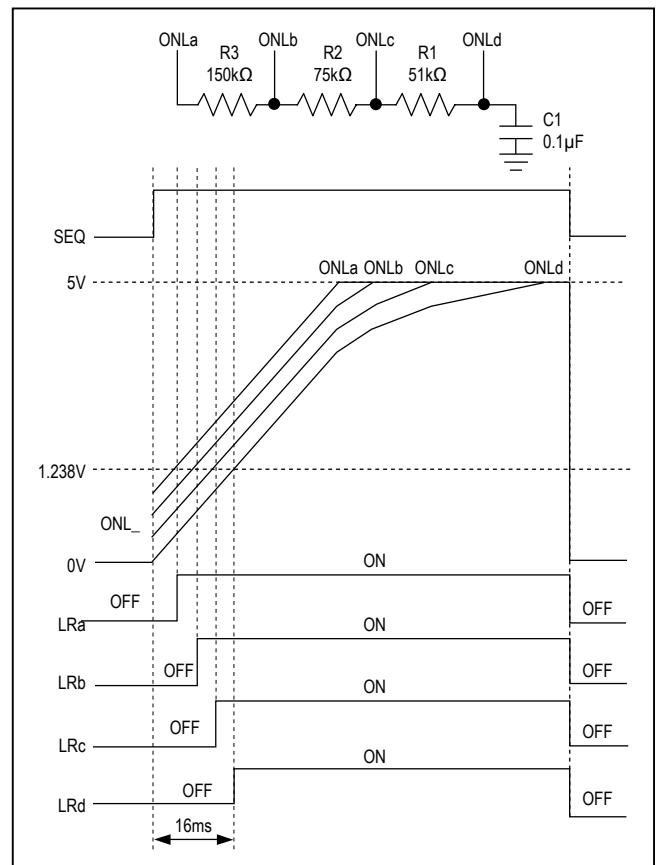 ONLa R3 ONLb R2 ONLc R1 ONLd
150kΩ 75kΩ 51kΩ
C1
0.1µF
SEQ
5V
ONLa ONLb ONLc ONLd
1.238V
ONL_
0V
ON
OFF
OFF
LRa
ON
OFF
OFF
LRb
ON
OFF
OFF
LRc
ON
OFF
OFF
LRd
16ms